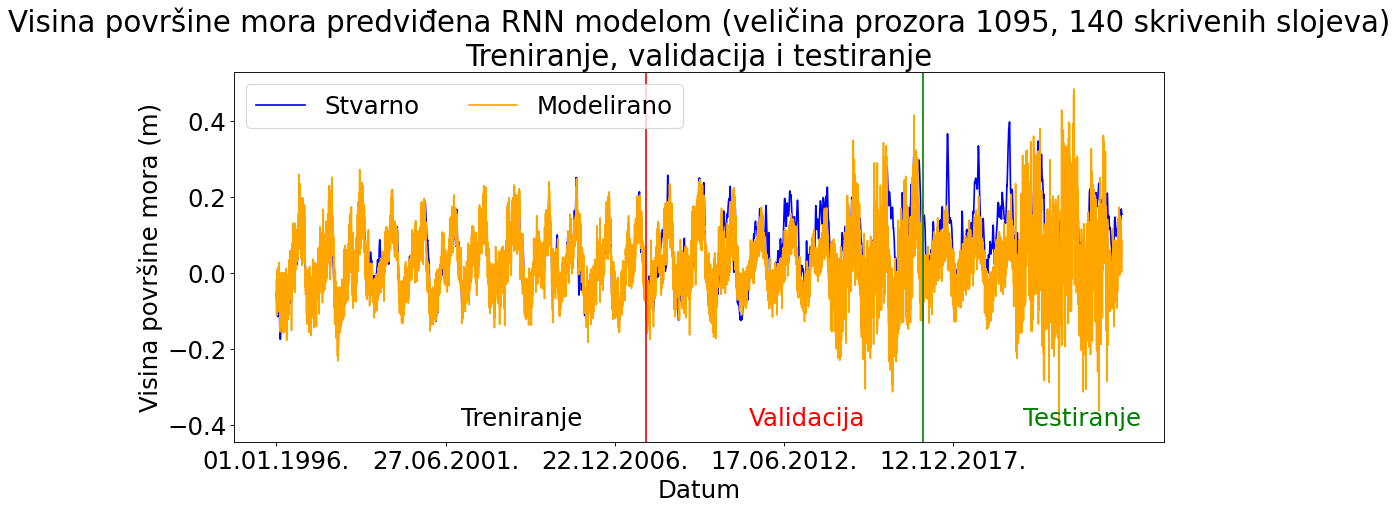 Visina površine mora predviđena RNN modelom (veličina prozora 1095, 140 skrivenih slojeva)
Treniranje, validacija i testiranje
Stvarno
Modelirano
Visina površine mora (m)
0.4
0.2
0.0
−0.2
−0.4
Treniranje
Validacija
Testiranje
01.01.1996.
27.06.2001.
22.12.2006.
17.06.2012.
12.12.2017.
Datum